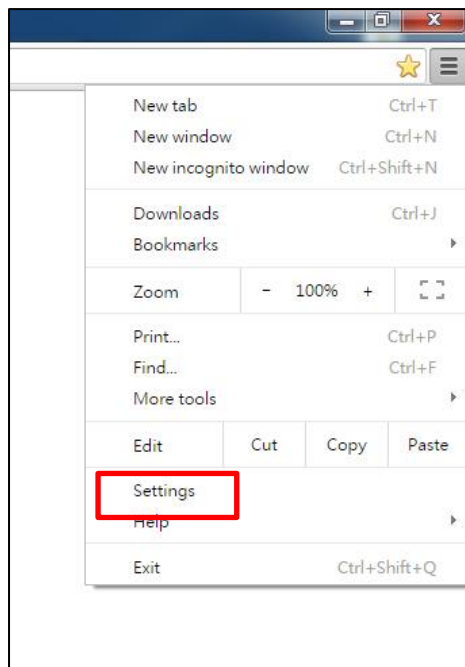 New tab Ctrl+T
New window Ctrl+N
New incognito window Ctrl+Shift+N
Downloads Ctrl+J
Bookmarks
Zoom - 100% +
Print... Ctrl+P
Find... Ctrl+F
More tools
Edit Cut Copy Paste
Settings
Help
Exit Ctrl+Shift+Q